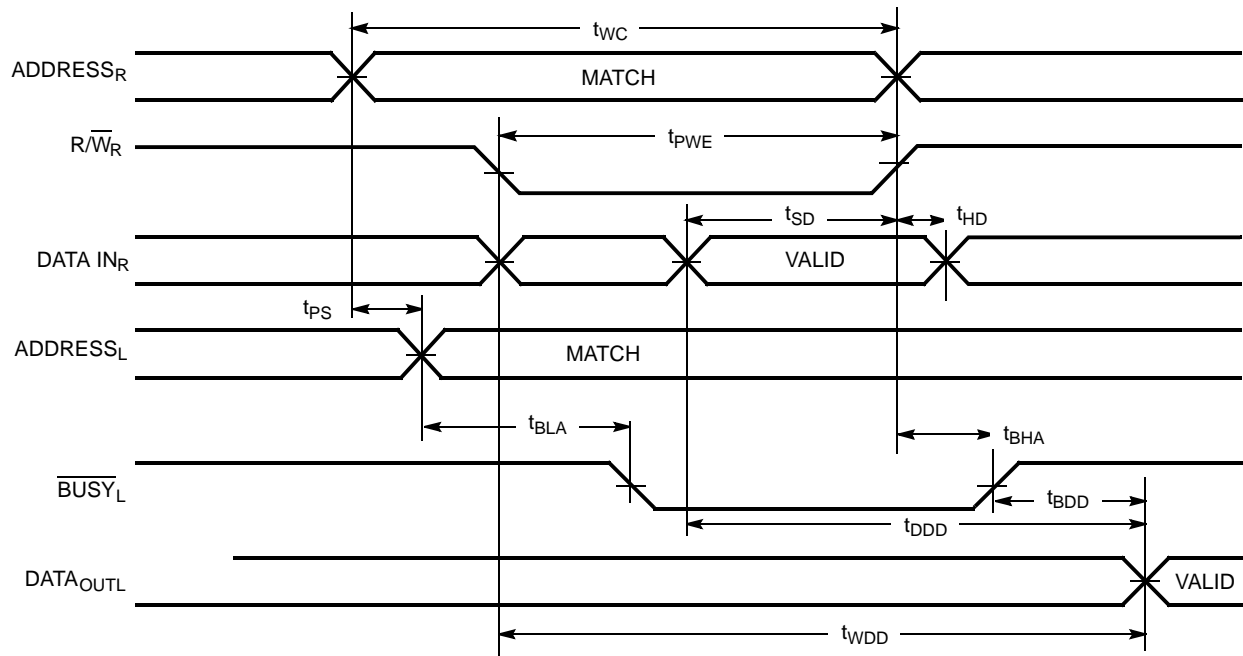 tWC
ADDRESSR
MATCH
R/W̅R
tPWE
tSD
tHD
DATA INR
VALID
tPS
ADDRESSL
MATCH
tBLA
tBHA
B̅U̅S̅Y̅L
tBDD
tDDD
DATAOUTL
VALID
tWDD